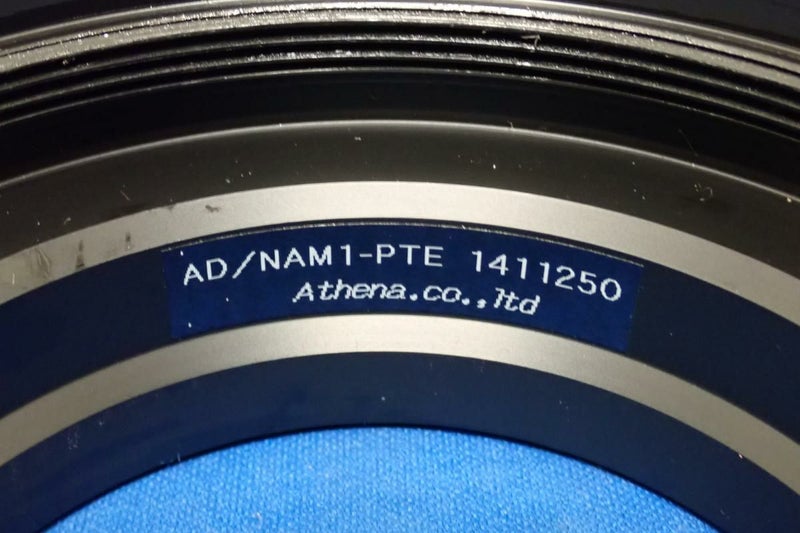 AD/NAM1-PTE 1411250
Athena.co.,ltd